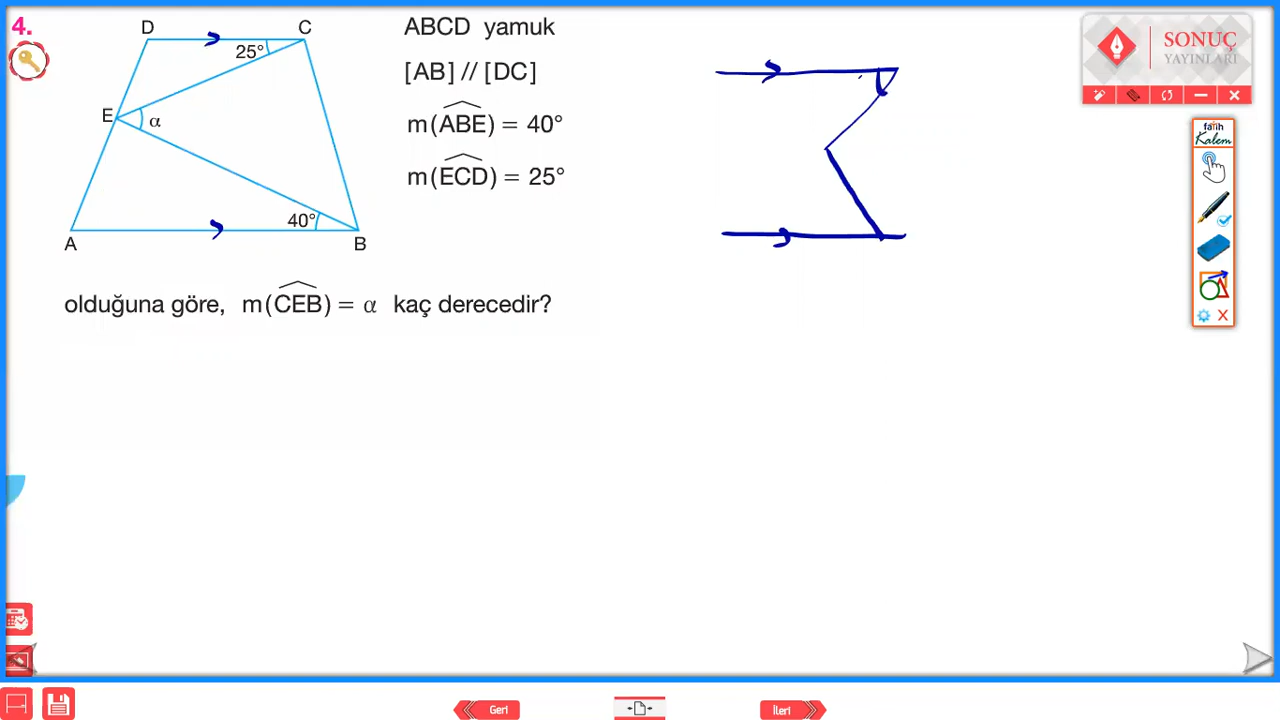 4.
D
C
25°
E
α
40°
A
B
ABCD yamuk
[AB] // [DC]
m(ABE) = 40°
m(ECD) = 25°
olduğuna göre, m(CEB) = α kaç derecedir?
SONUÇ
YAYINLARI
fatih
Kalem
Geri
İleri